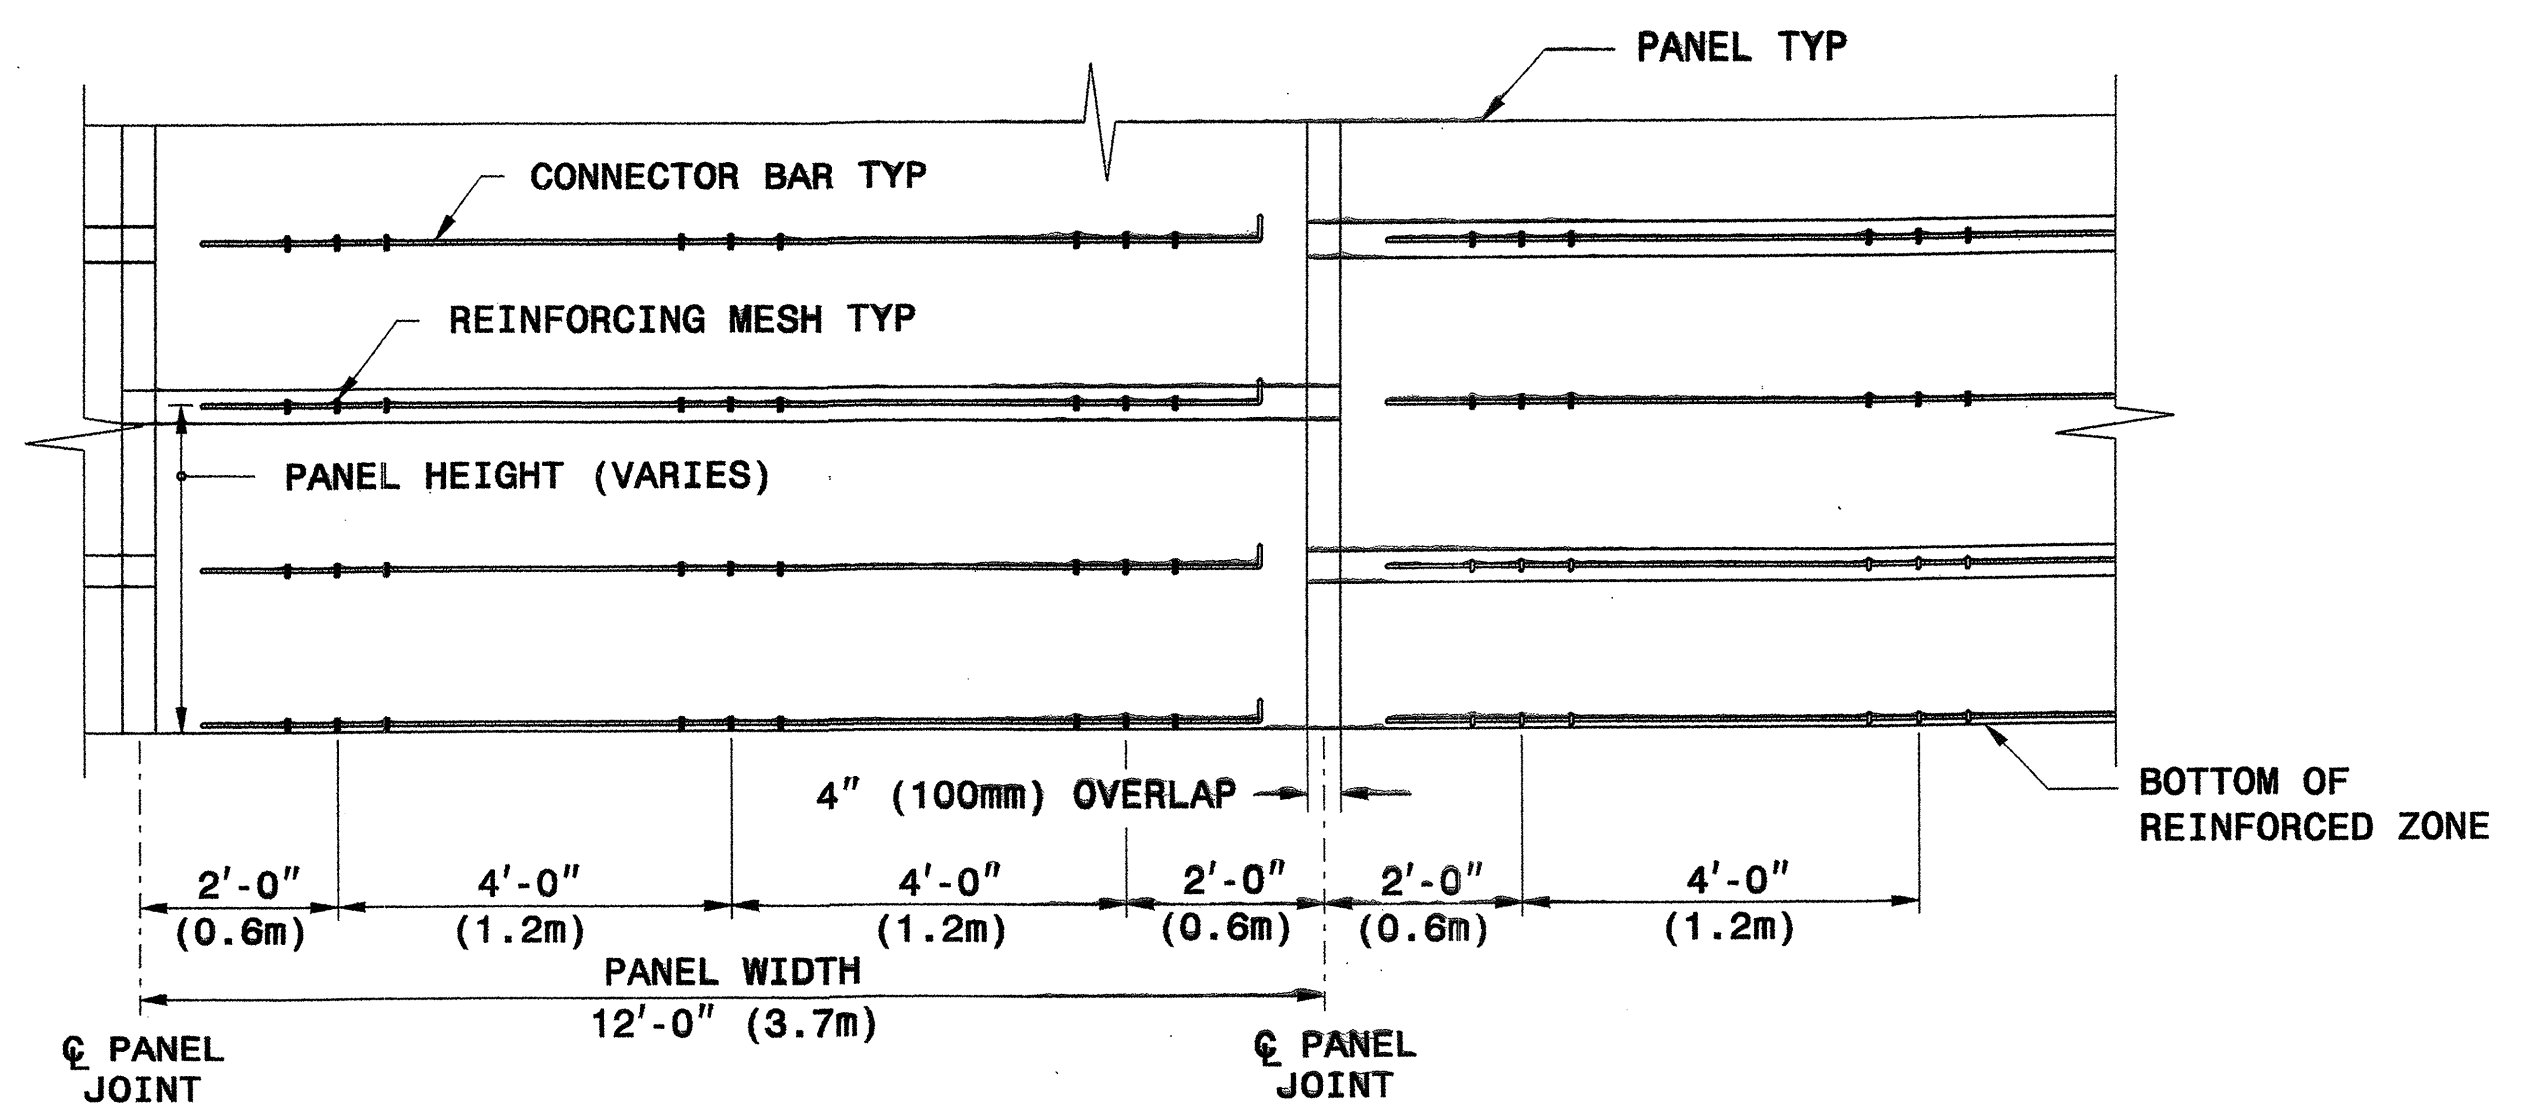 PANEL TYP
CONNECTOR BAR TYP
REINFORCING MESH TYP
PANEL HEIGHT (VARIES)
4" (100mm) OVERLAP
BOTTOM OF
REINFORCED ZONE
2'-0" 4'-0" 4'-0" 2'-0" 2'-0" 4'-0"
(0.6m) (1.2m) (1.2m) (0.6m) (0.6m) (1.2m)
PANEL WIDTH
12'-0" (3.7m)
℄ PANEL
JOINT
℄ PANEL
JOINT